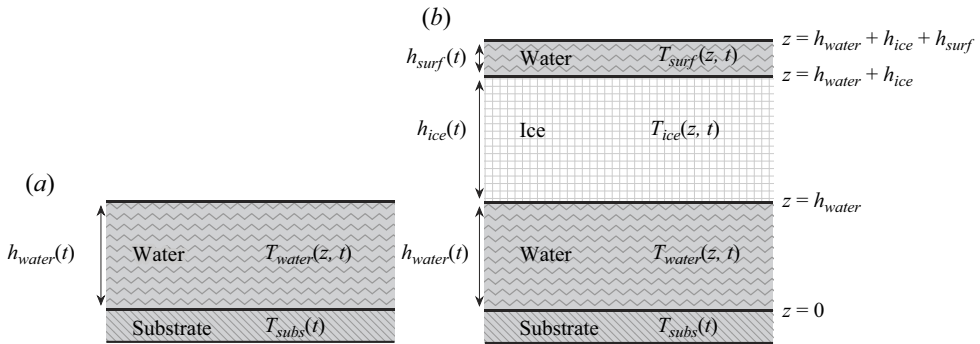 (a)
h_water(t)
Water T_water(z, t)
Substrate T_subs(t)
(b)
z = h_water + h_ice + h_surf
h_surf(t) Water T_surf(z, t)
z = h_water + h_ice
h_ice(t) Ice T_ice(z, t)
z = h_water
h_water(t) Water T_water(z, t)
z = 0
Substrate T_subs(t)